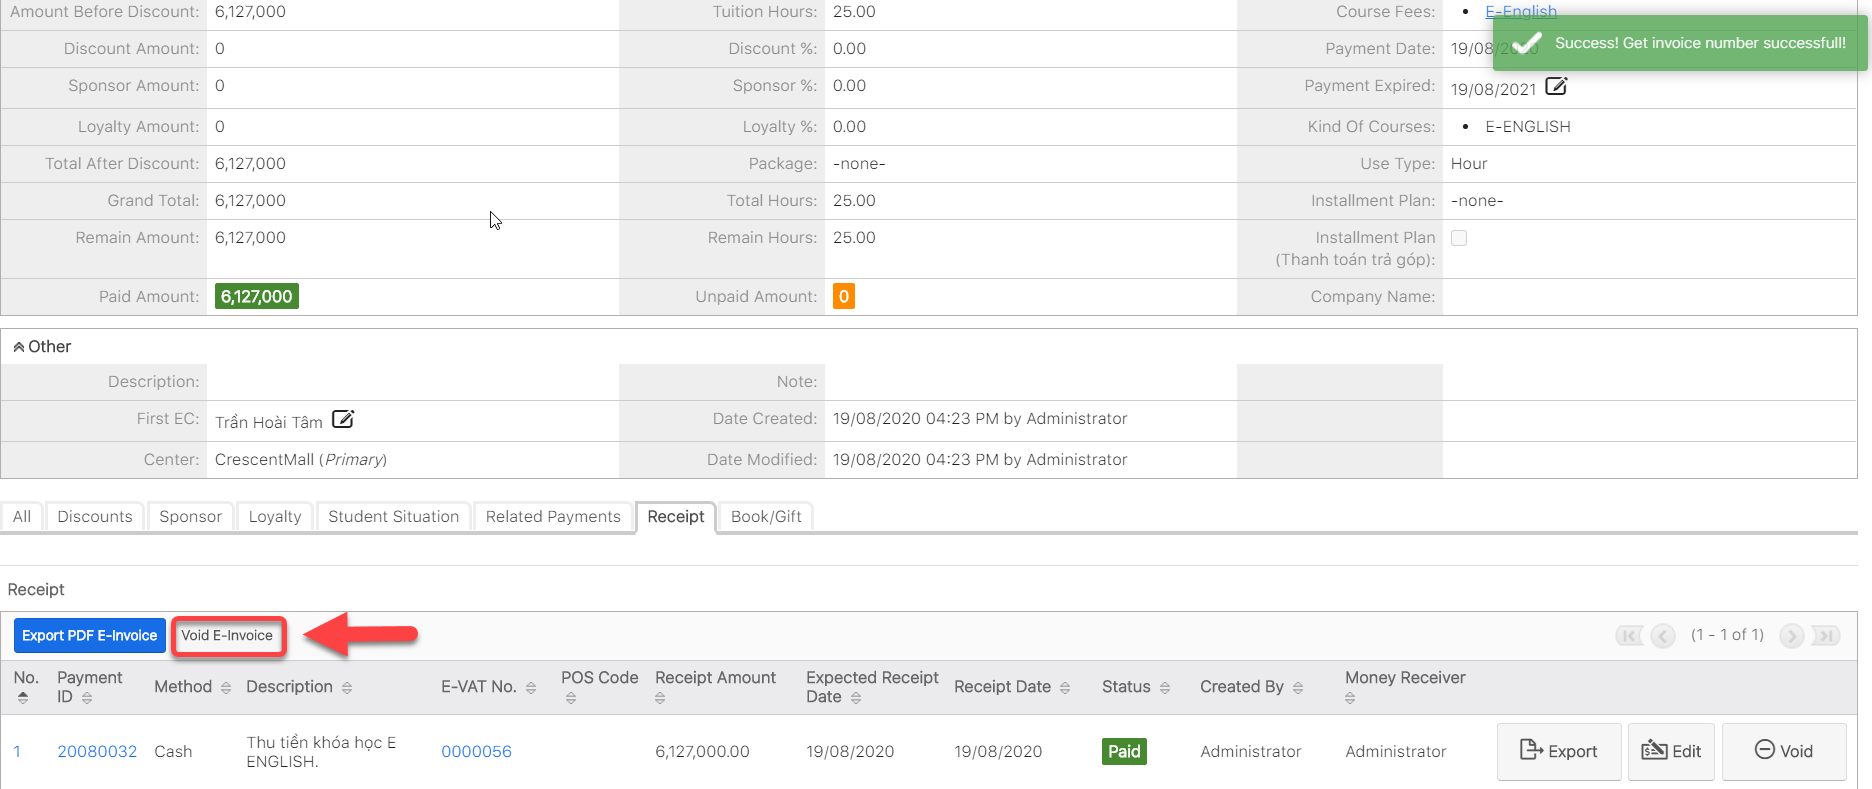 Amount Before Discount: 6,127,000 Tuition Hours: 25.00 Course Fees: • E-English
Success! Get invoice number successfull!
Discount Amount: 0 Discount %: 0.00 Payment Date: 19/08/2020
Sponsor Amount: 0 Sponsor %: 0.00 Payment Expired: 19/08/2021
Loyalty Amount: 0 Loyalty %: 0.00 Kind Of Courses: • E-ENGLISH
Total After Discount: 6,127,000 Package: -none- Use Type: Hour
Grand Total: 6,127,000 Total Hours: 25.00 Installment Plan: -none-
Remain Amount: 6,127,000 Remain Hours: 25.00 Installment Plan
(Thanh toán trả góp):
Paid Amount: 6,127,000 Unpaid Amount: 0 Company Name:
Other
Description: Note:
First EC: Trần Hoài Tâm Date Created: 19/08/2020 04:23 PM by Administrator
Center: CrescentMall (Primary) Date Modified: 19/08/2020 04:23 PM by Administrator
All Discounts Sponsor Loyalty Student Situation Related Payments Receipt Book/Gift
Receipt
Export PDF E-Invoice Void E-Invoice (1 - 1 of 1)
No. Payment ID Method Description E-VAT No. POS Code Receipt Amount Expected Receipt Date Receipt Date Status Created By Money Receiver
1 20080032 Cash Thu tiền khóa học E ENGLISH. 0000056 6,127,000.00 19/08/2020 19/08/2020 Paid Administrator Administrator Export Edit Void